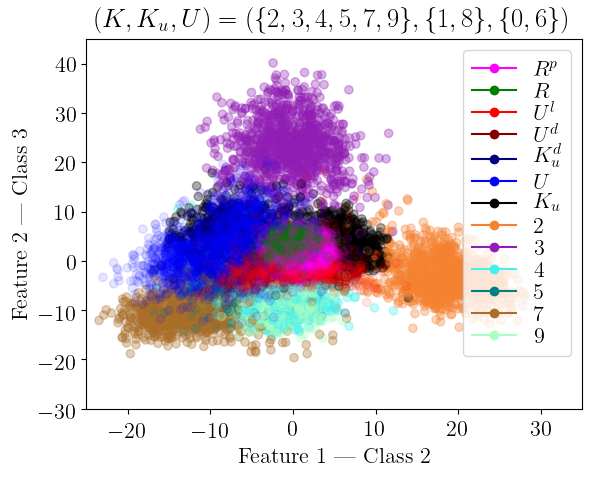 (K, K_u, U) = ({2, 3, 4, 5, 7, 9}, {1, 8}, {0, 6})
Feature 2 — Class 3
40
30
20
10
0
−10
−20
−30
−20
−10
0
10
20
30
Feature 1 — Class 2
R^p
R
U^l
U^d
K_u^d
U
K_u
2
3
4
5
7
9